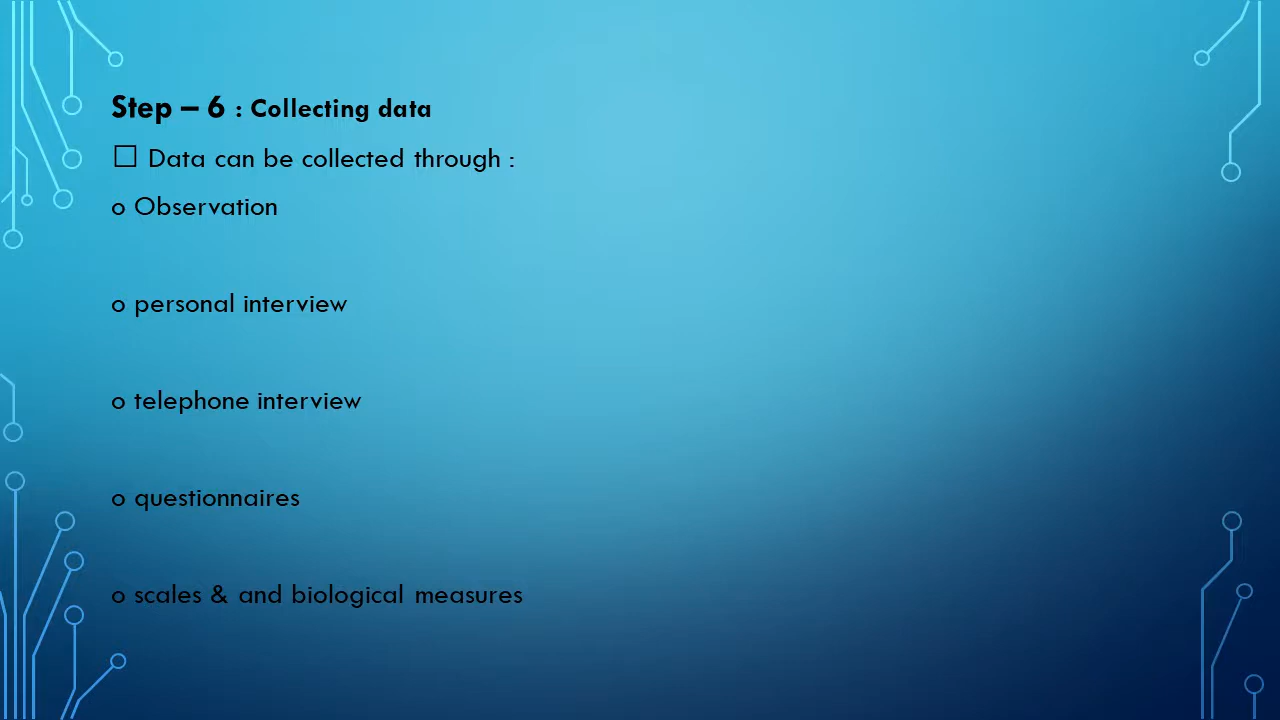 Step – 6 : Collecting data
☐ Data can be collected through :
o Observation
o personal interview
o telephone interview
o questionnaires
o scales & and biological measures